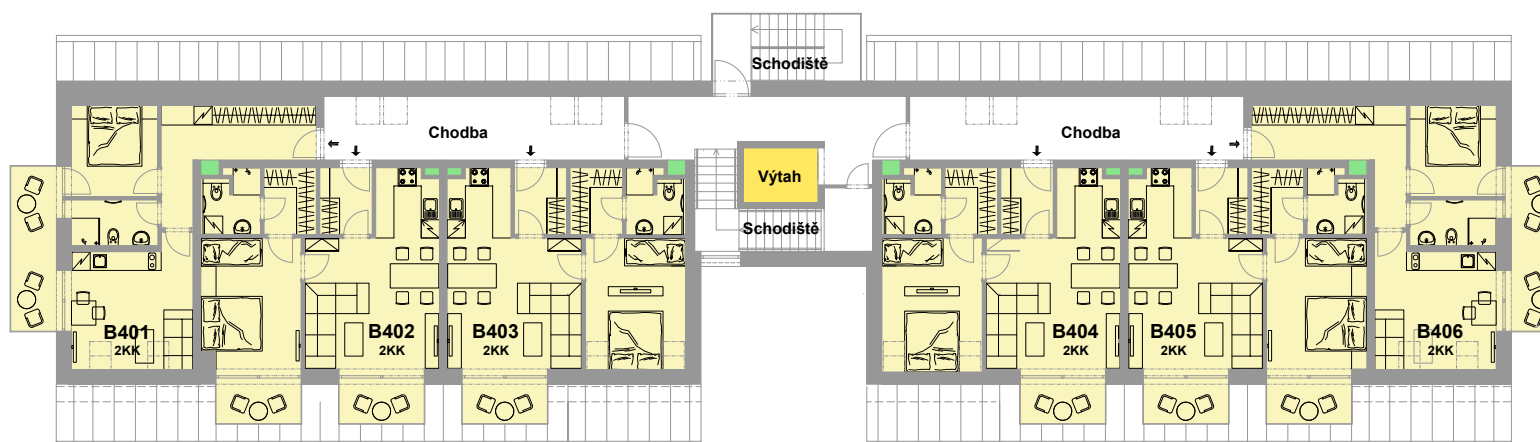 Schodiště
Chodba
Chodba
Výtah
Schodiště
B401
2KK
B402
2KK
B403
2KK
B404
2KK
B405
2KK
B406
2KK